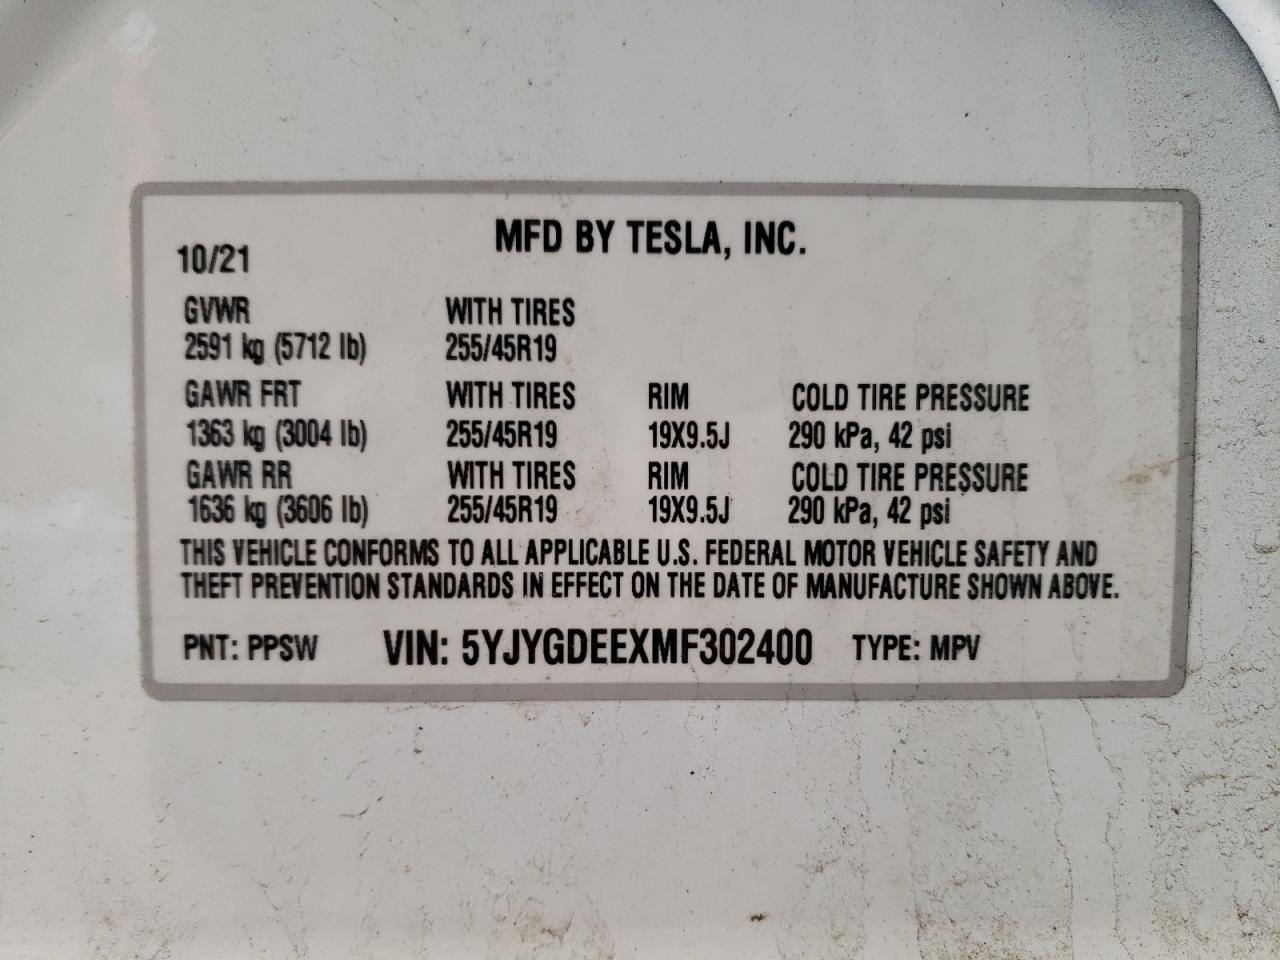 MFD BY TESLA, INC.
10/21
GVWR WITH TIRES
2591 kg (5712 lb) 255/45R19
GAWR FRT WITH TIRES RIM COLD TIRE PRESSURE
1363 kg (3004 lb) 255/45R19 19X9.5J 290 kPa, 42 psi
GAWR RR WITH TIRES RIM COLD TIRE PRESSURE
1636 kg (3606 lb) 255/45R19 19X9.5J 290 kPa, 42 psi
THIS VEHICLE CONFORMS TO ALL APPLICABLE U.S. FEDERAL MOTOR VEHICLE SAFETY AND
THEFT PREVENTION STANDARDS IN EFFECT ON THE DATE OF MANUFACTURE SHOWN ABOVE.
PNT: PPSW VIN: 5YJYGDEEXMF302400 TYPE: MPV